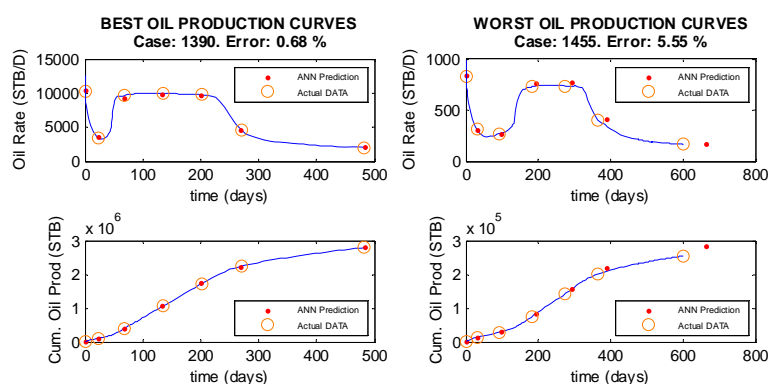 BEST OIL PRODUCTION CURVES
Case: 1390. Error: 0.68 %
15000
10000
5000
0
Oil Rate (STB/D)
ANN Prediction
Actual DATA
0 100 200 300 400 500
time (days)
WORST OIL PRODUCTION CURVES
Case: 1455. Error: 5.55 %
1000
500
0
Oil Rate (STB/D)
ANN Prediction
Actual DATA
0 200 400 600 800
time (days)
x 10^6
3
2
1
0
Cum. Oil Prod (STB)
ANN Prediction
Actual DATA
0 100 200 300 400 500
time (days)
x 10^5
3
2
1
0
Cum. Oil Prod (STB)
ANN Prediction
Actual DATA
0 200 400 600 800
time (days)